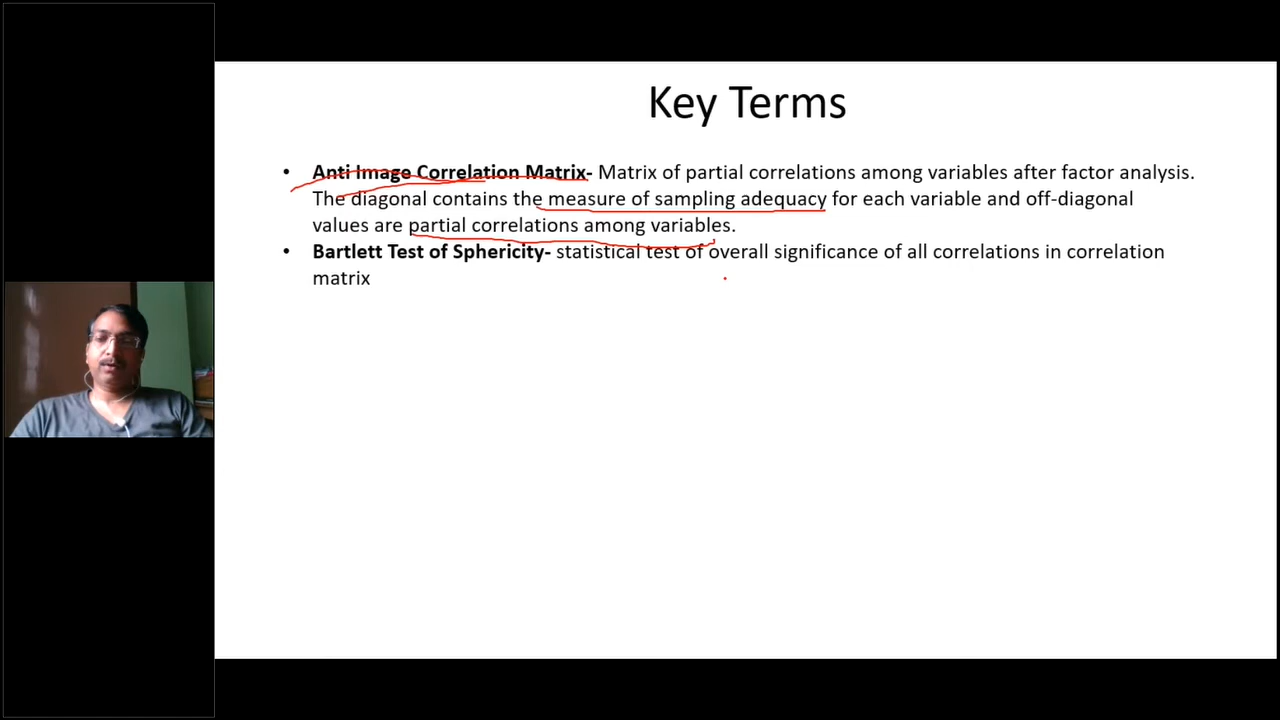 Key Terms
• Anti Image Correlation Matrix- Matrix of partial correlations among variables after factor analysis.
The diagonal contains the measure of sampling adequacy for each variable and off-diagonal
values are partial correlations among variables.
• Bartlett Test of Sphericity- statistical test of overall significance of all correlations in correlation
matrix